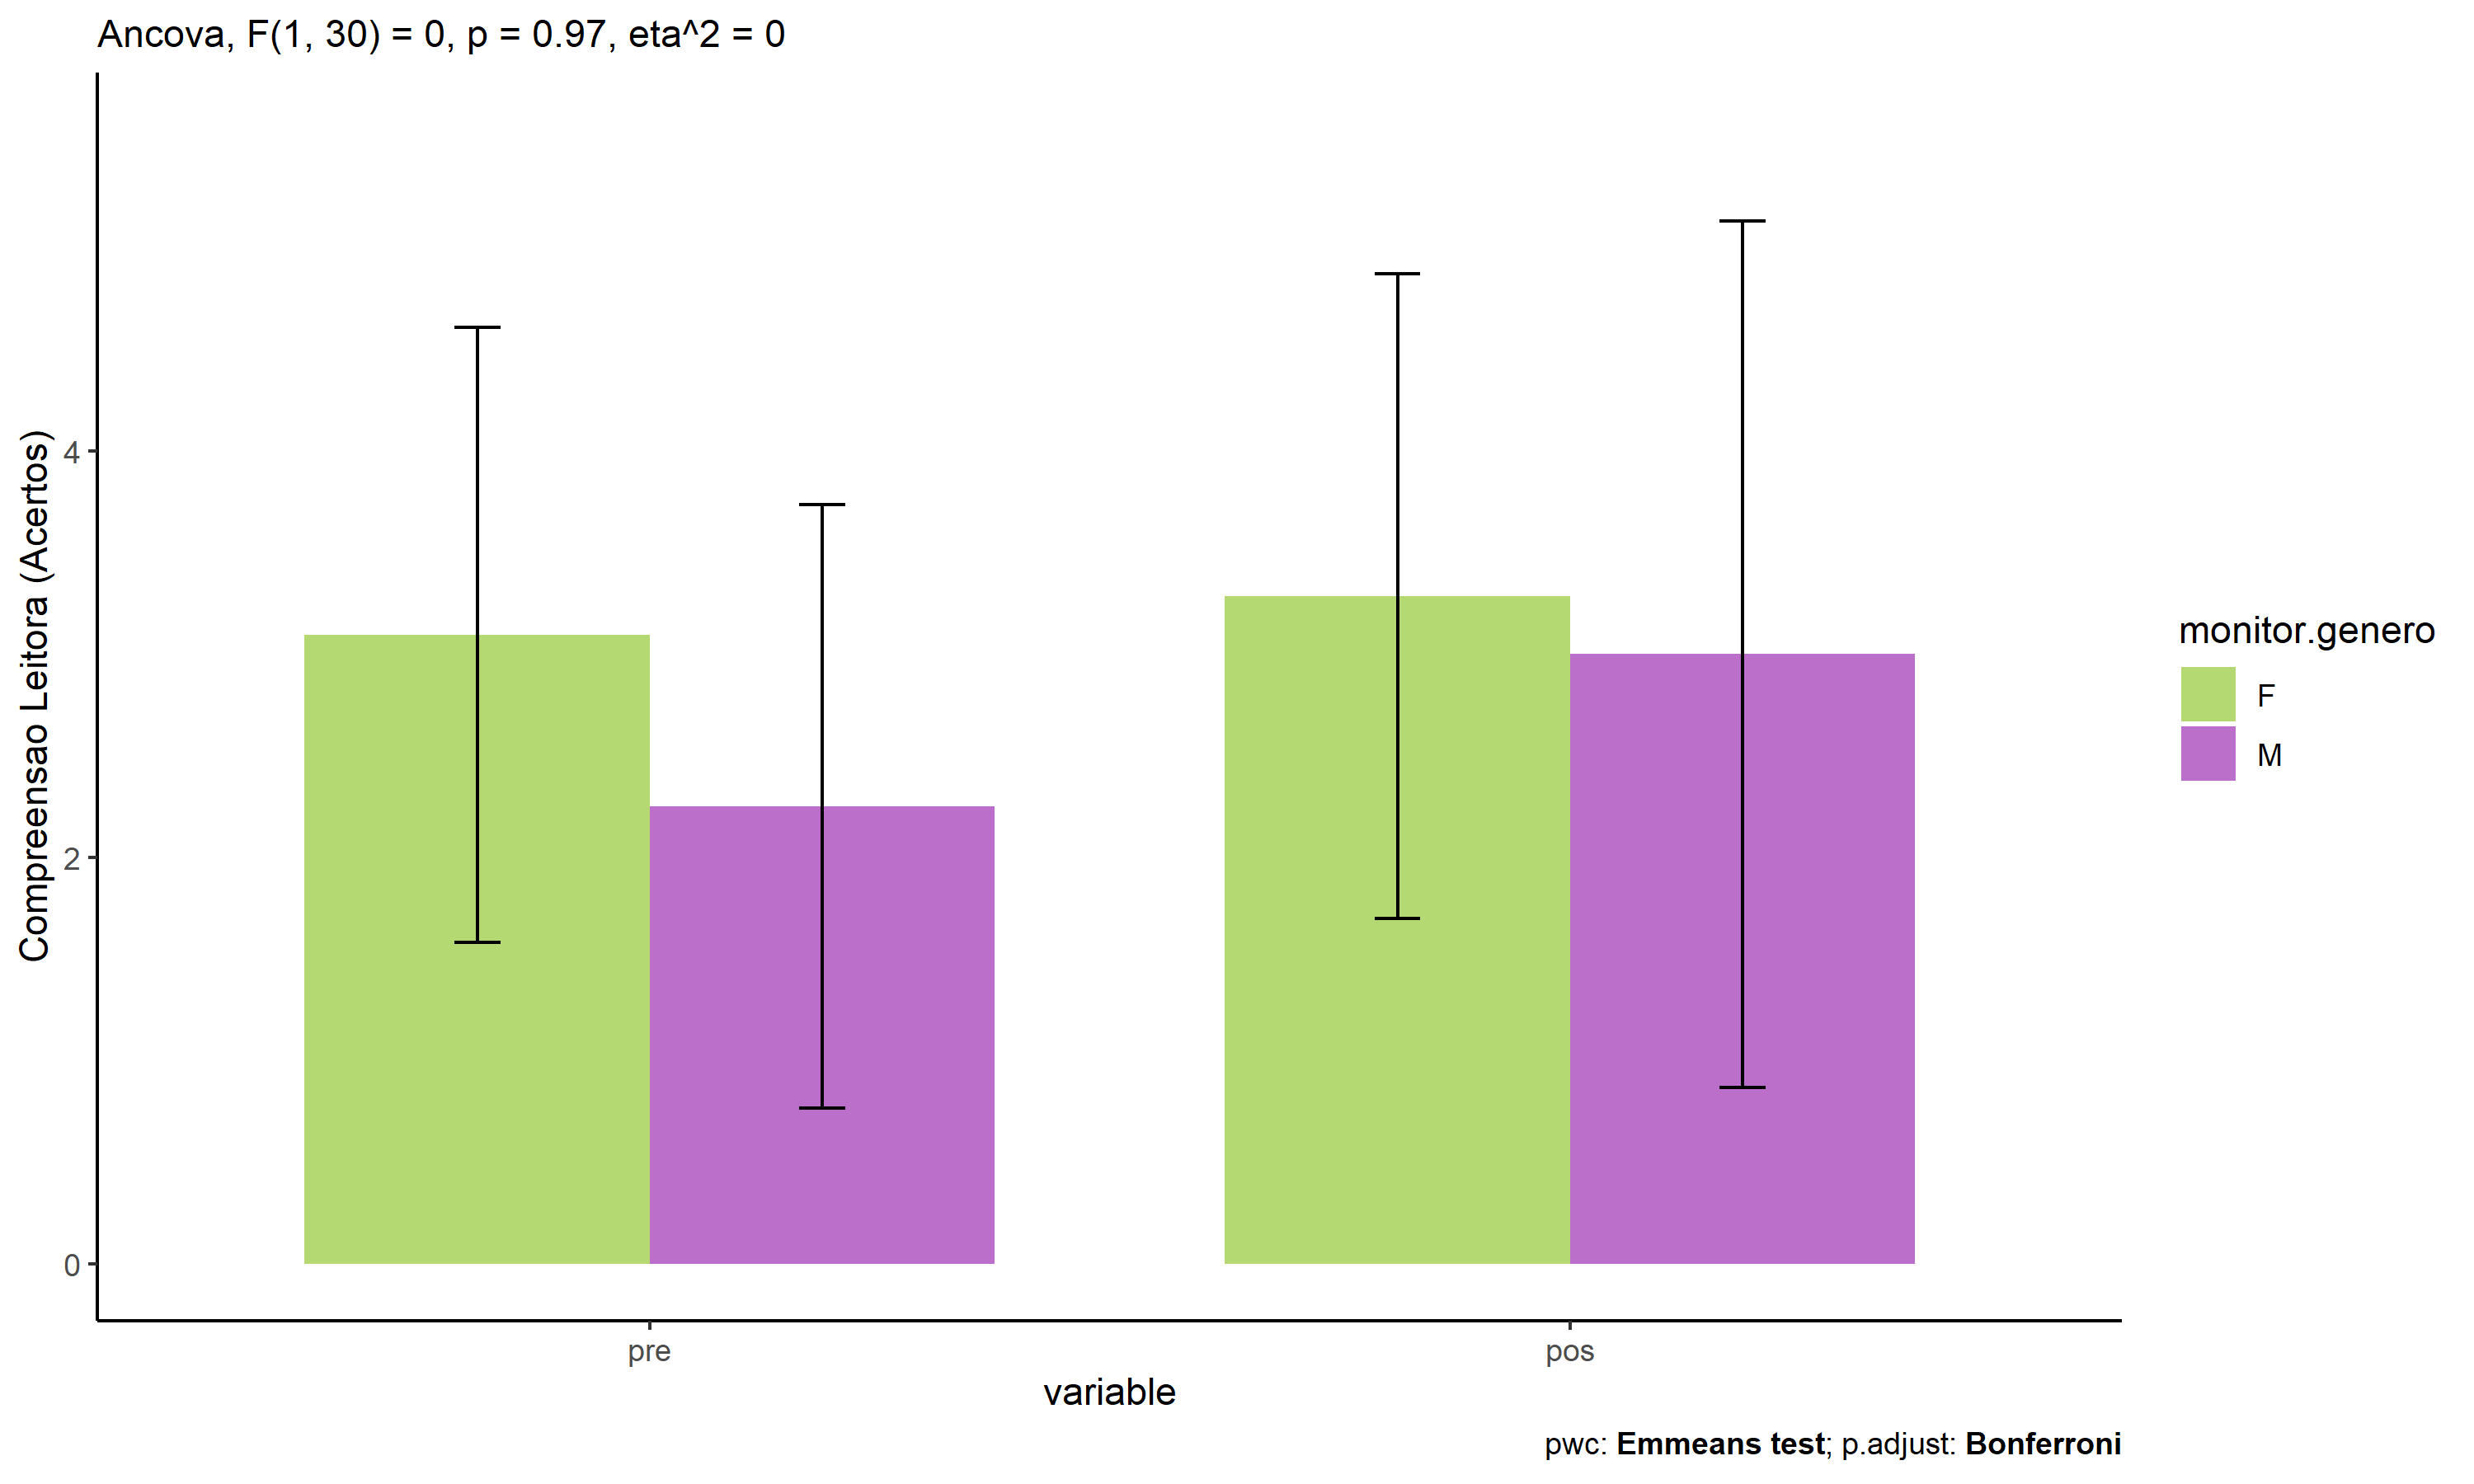 Ancova, F(1, 30) = 0, p = 0.97, eta^2 = 0
Compreensao Leitora (Acertos)
4
2
0
pre
pos
variable
monitor.genero
F
M
pwc: Emmeans test; p.adjust: Bonferroni